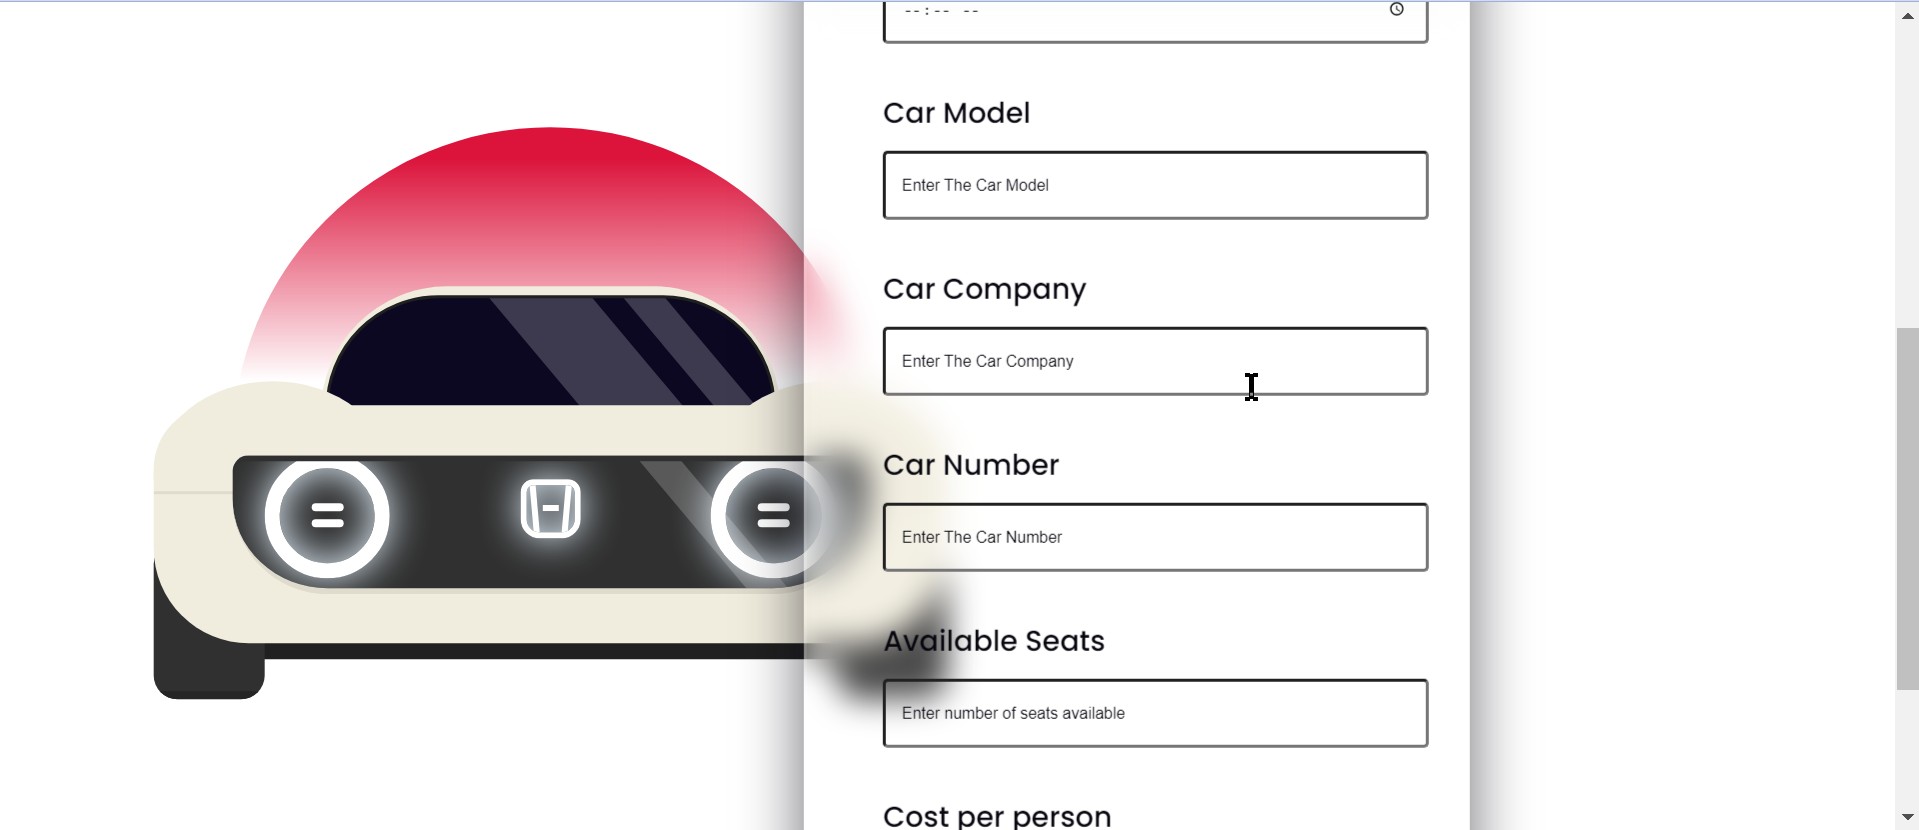 --:-- --
Car Model
Enter The Car Model
Car Company
Enter The Car Company
Car Number
Enter The Car Number
Available Seats
Enter number of seats available
Cost per person